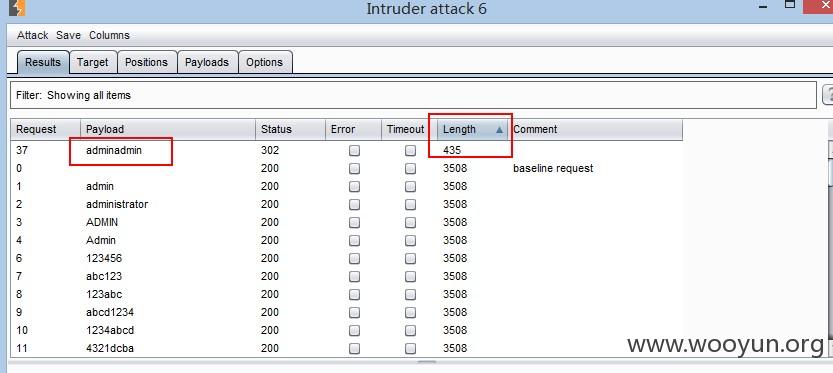 Intruder attack 6
Attack Save Columns
Results Target Positions Payloads Options
Filter: Showing all items
Request Payload Status Error Timeout Length Comment
37 adminadmin 302 435
0 200 3508 baseline request
1 admin 200 3508
2 administrator 200 3508
3 ADMIN 200 3508
4 Admin 200 3508
6 123456 200 3508
7 abc123 200 3508
8 123abc 200 3508
9 abcd1234 200 3508
10 1234abcd 200 3508
11 4321dcba 200 3508
www.wooyun.org